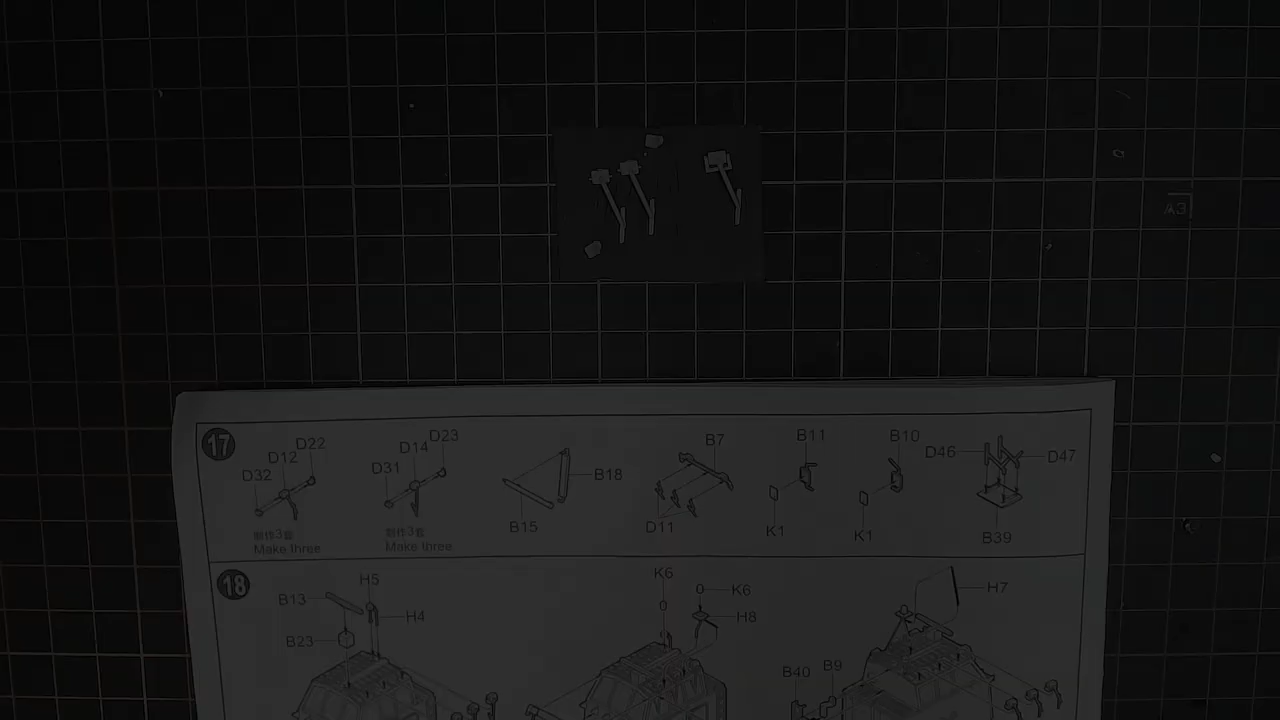 A3
17
D22
D12
D32
制作3套
Make three
D23
D14
D31
制作3套
Make three
B18
B15
B7
D11
B11
K1
B10
K1
D46
D47
B39
18
H5
B13
H4
B23
K6
K6
H8
H7
B40
B9